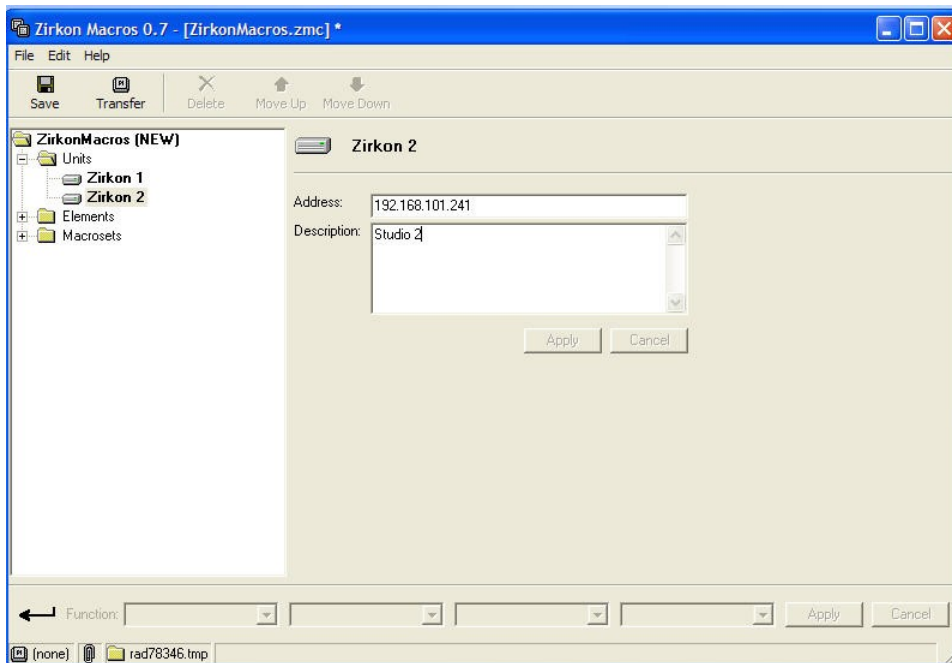 Zirkon Macros 0.7 - [ZirkonMacros.zmc] *
File Edit Help
Save Transfer Delete Move Up Move Down
ZirkonMacros (NEW)
Units
Zirkon 1
Zirkon 2
Elements
Macrosets
Zirkon 2
Address: 192.168.101.241
Description: Studio 2
Apply Cancel
Function: Apply Cancel
(none) rad78346.tmp